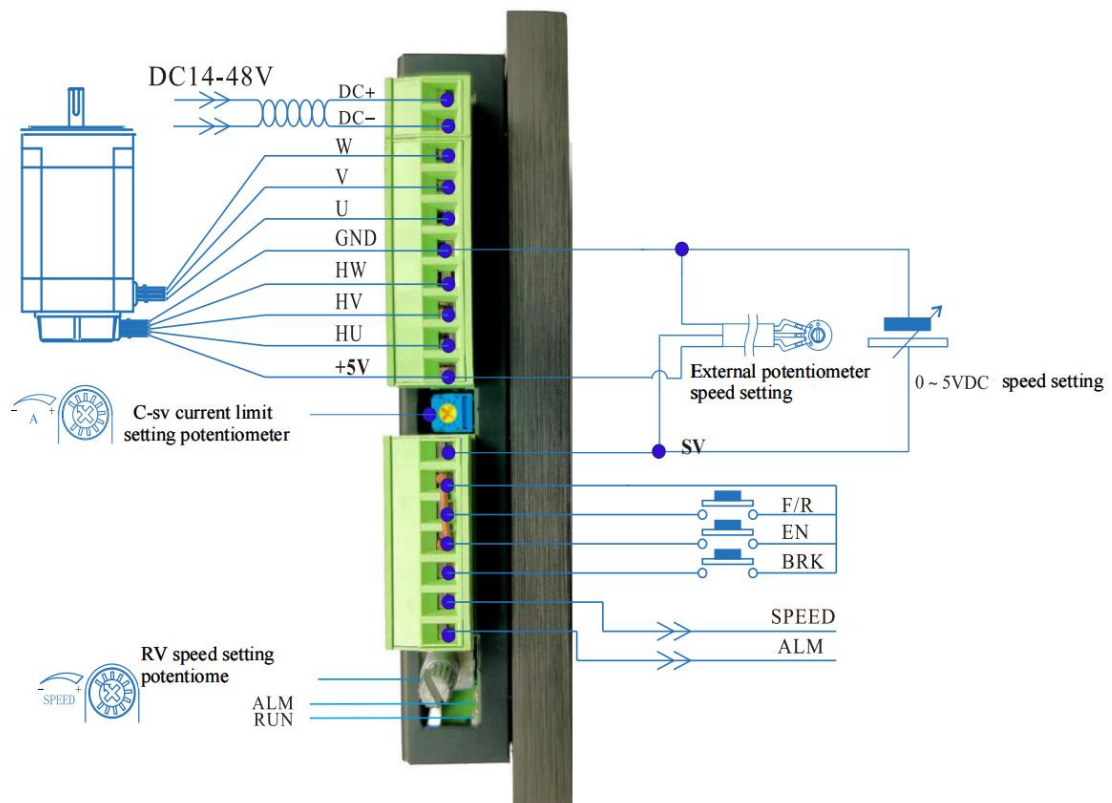 DC14-48V
DC+
DC−
W
V
U
GND
HW
HV
HU
+5V
External potentiometer
speed setting
0 ~ 5VDC speed setting
- A +
C-sv current limit
setting potentiometer
SV
F/R
EN
BRK
SPEED
ALM
RV speed setting
potentiome
- SPEED +
ALM
RUN